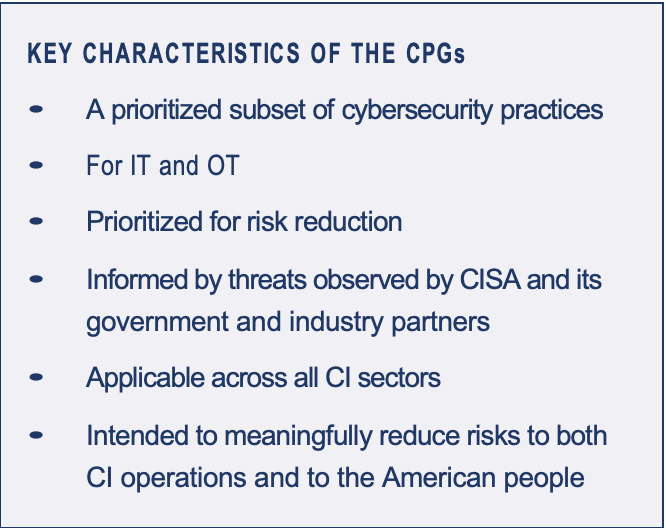 KEY CHARACTERISTICS OF THE CPGs
• A prioritized subset of cybersecurity practices
• For IT and OT
• Prioritized for risk reduction
• Informed by threats observed by CISA and its
government and industry partners
• Applicable across all CI sectors
• Intended to meaningfully reduce risks to both
CI operations and to the American people